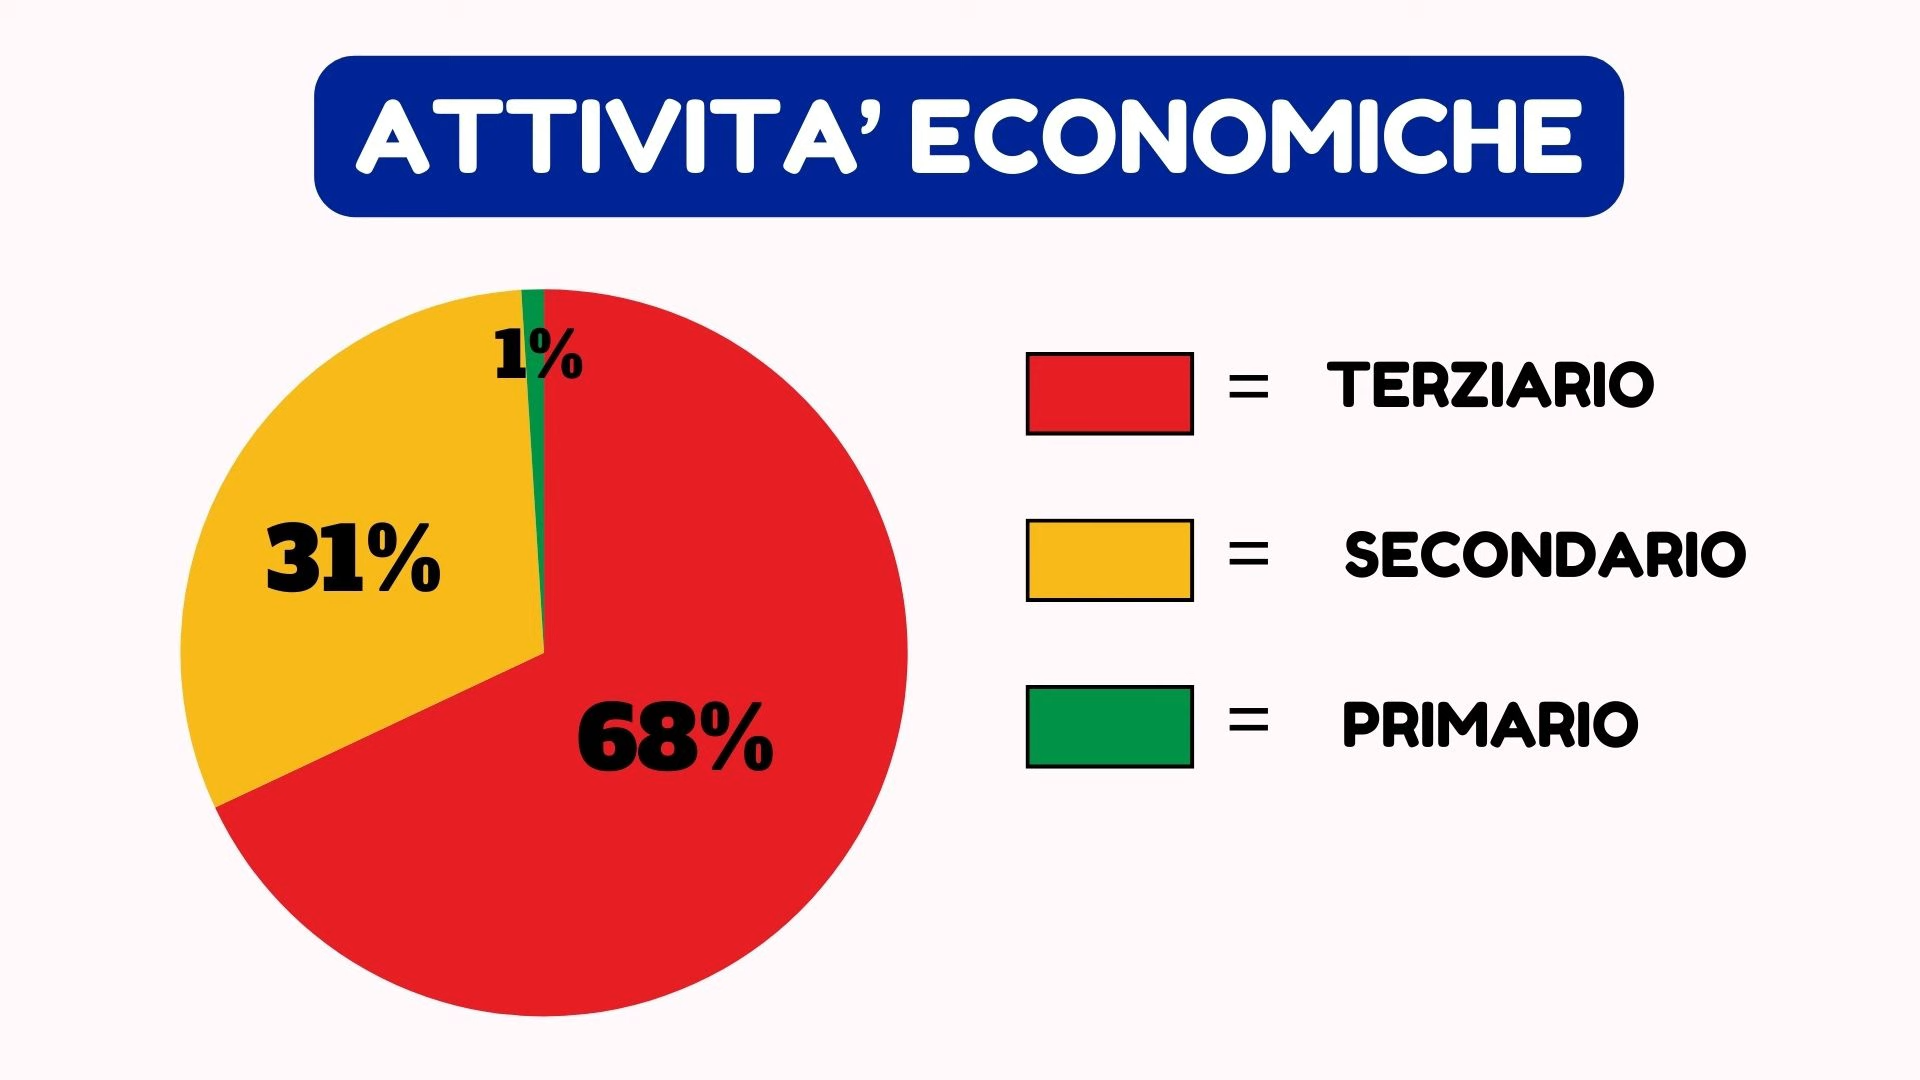 ATTIVITA’ ECONOMICHE
1%
31%
68%
= TERZIARIO
= SECONDARIO
= PRIMARIO